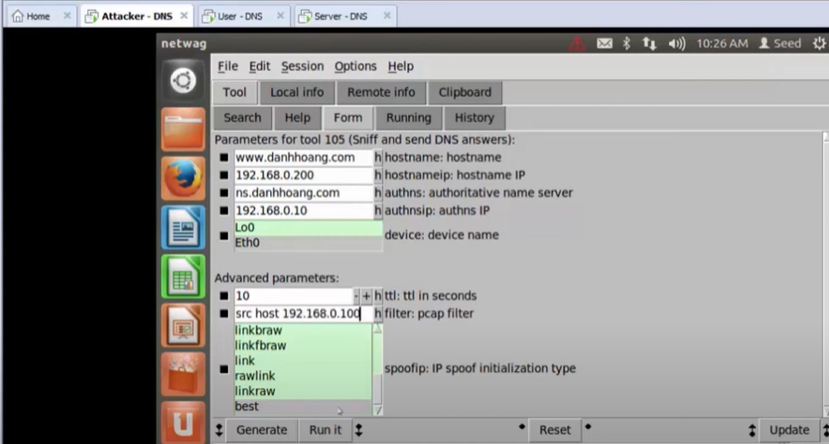 Home
Attacker - DNS
User - DNS
Server - DNS
netwag
10:26 AM Seed
File Edit Session Options Help
Tool Local info Remote info Clipboard
Search Help Form Running History
Parameters for tool 105 (Sniff and send DNS answers):
www.danhhoang.com h hostname: hostname
192.168.0.200 h hostnameip: hostname IP
ns.danhhoang.com h authns: authoritative name server
192.168.0.10 h authnsip: authns IP
Lo0
Eth0
device: device name
Advanced parameters:
10 - + h ttl: ttl in seconds
src host 192.168.0.100 h filter: pcap filter
linkbraw
linkfbraw
link
rawlink
linkraw
best
spoofip: IP spoof initialization type
Generate Run it Reset Update